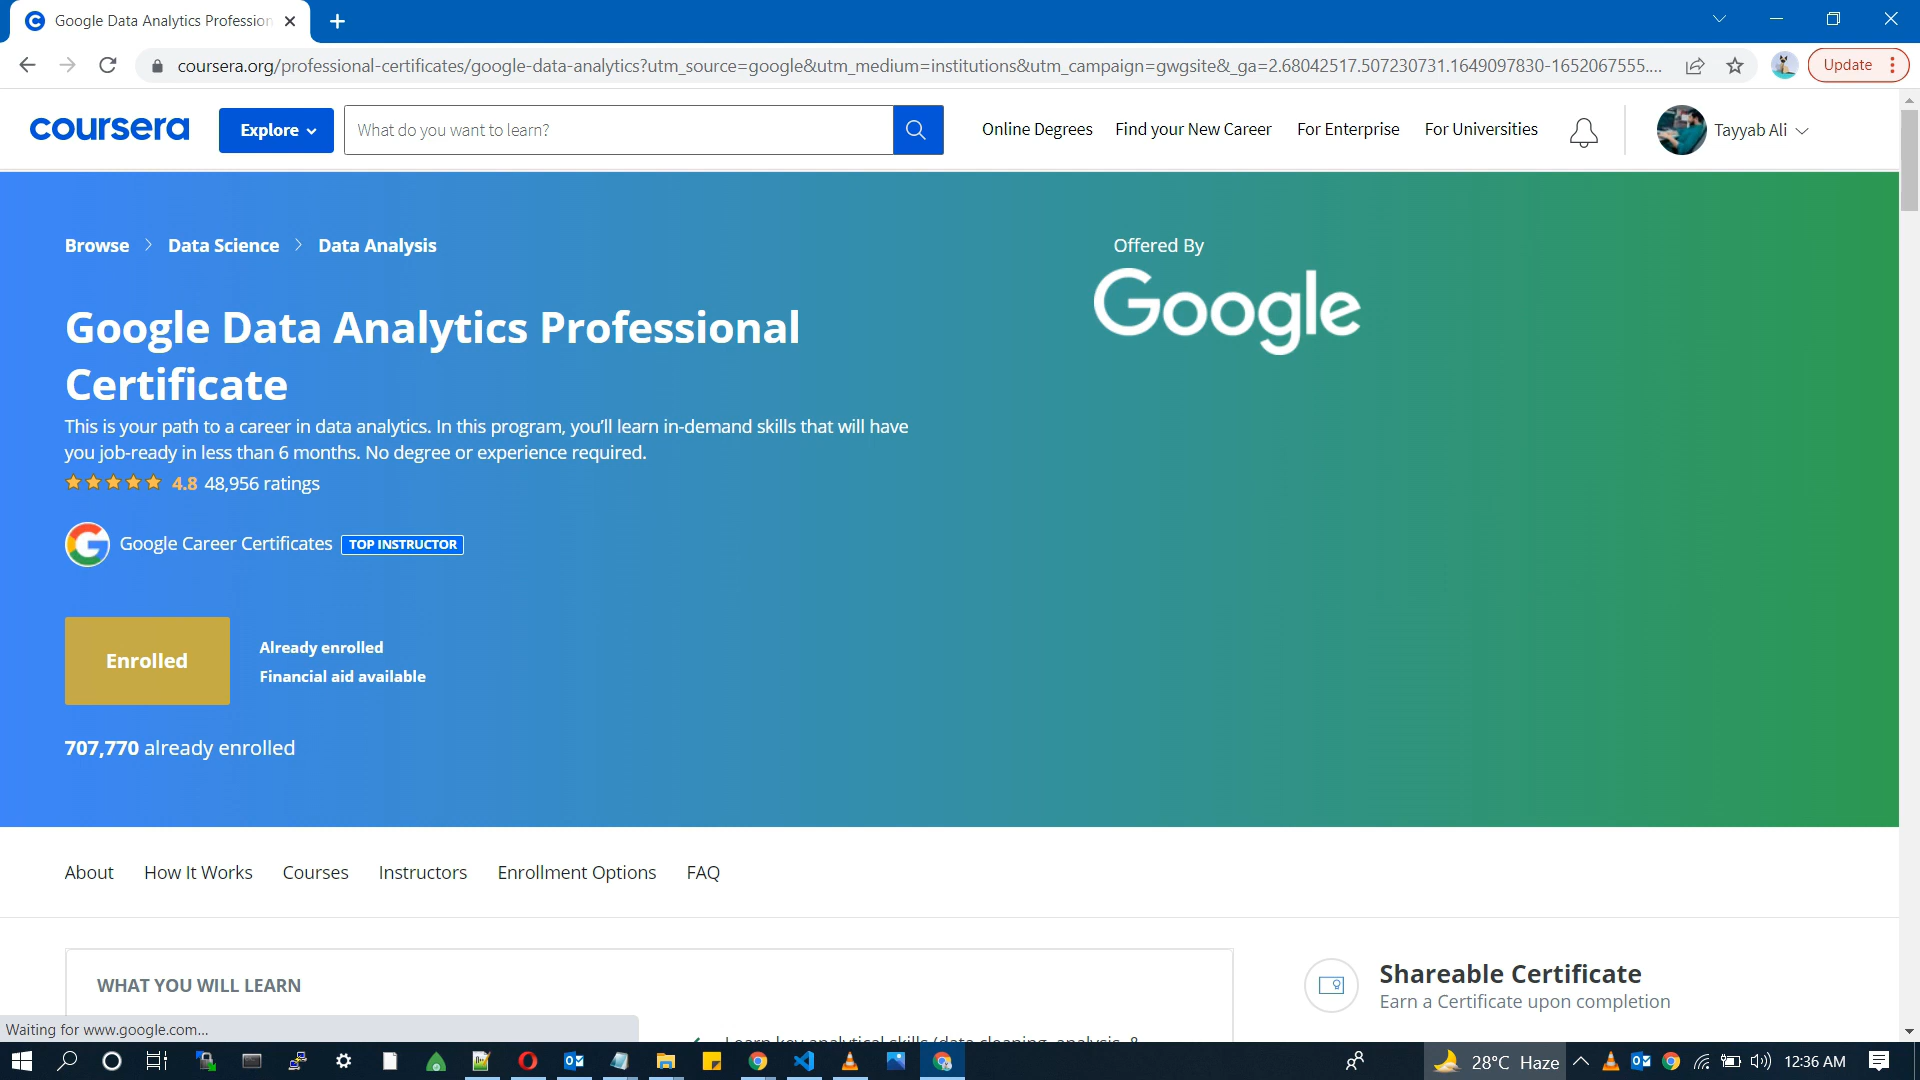 Google Data Analytics Profession
coursera.org/professional-certificates/google-data-analytics?utm_source=google&utm_medium=institutions&utm_campaign=gwgsite&_ga=2.68042517.507230731.1649097830-1652067555....
Update
coursera
Explore
What do you want to learn?
Online Degrees
Find your New Career
For Enterprise
For Universities
Tayyab Ali
Browse > Data Science > Data Analysis
Offered By
Google
Google Data Analytics Professional
Certificate
This is your path to a career in data analytics. In this program, you’ll learn in-demand skills that will have
you job-ready in less than 6 months. No degree or experience required.
4.8 48,956 ratings
Google Career Certificates TOP INSTRUCTOR
Enrolled
Already enrolled
Financial aid available
707,770 already enrolled
About
How It Works
Courses
Instructors
Enrollment Options
FAQ
WHAT YOU WILL LEARN
Shareable Certificate
Earn a Certificate upon completion
Learn key analytical skills (data cleaning, analysis, &
Waiting for www.google.com...
28°C Haze
12:36 AM